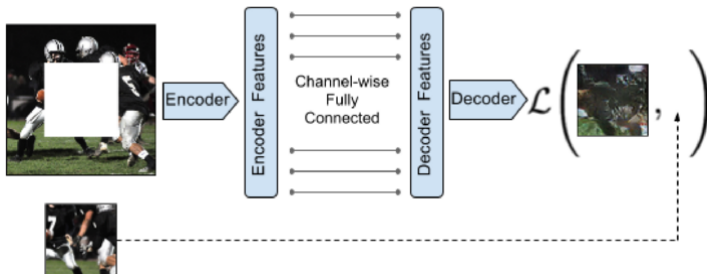 Encoder
Encoder Features
Channel-wise
Fully
Connected
Decoder Features
Decoder
ℒ( , )